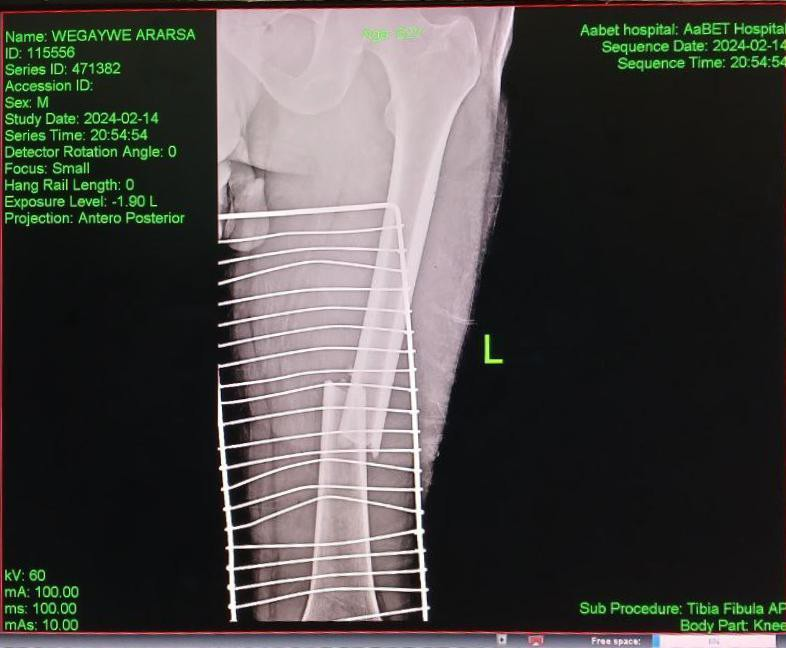 Name: WEGAYWE ARARSA
ID: 115556
Series ID: 471382
Accession ID:
Sex: M
Study Date: 2024-02-14
Series Time: 20:54:54
Detector Rotation Angle: 0
Focus: Small
Hang Rail Length: 0
Exposure Level: -1.90 L
Projection: Antero Posterior
Aabet hospital: AaBET Hospital
Sequence Date: 2024-02-14
Sequence Time: 20:54:54
L
kV: 60
mA: 100.00
ms: 100.00
mAs: 10.00
Sub Procedure: Tibia Fibula AP
Body Part: Knee
Free space: